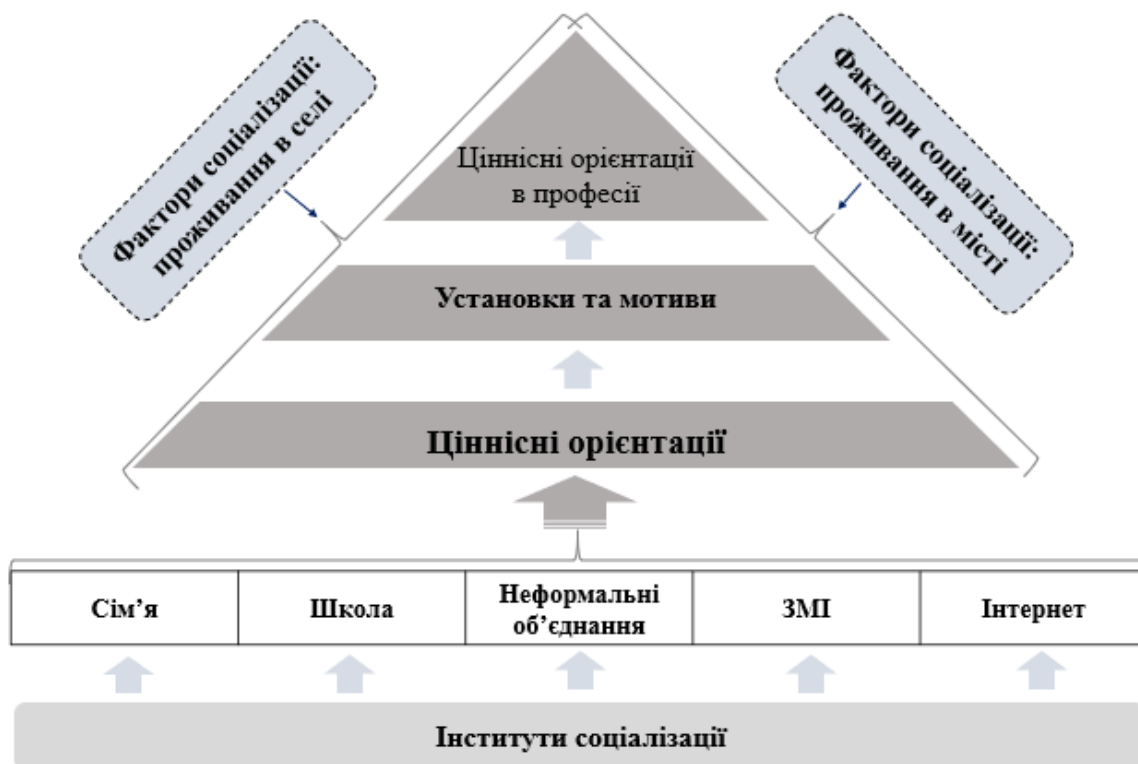 Фактори соціалізації:
проживання в селі
Фактори соціалізації:
проживання в місті
Ціннісні орієнтації
в професії
Установки та мотиви
Ціннісні орієнтації
Сім’я
Школа
Неформальні
об’єднання
ЗМІ
Інтернет
Інститути соціалізації